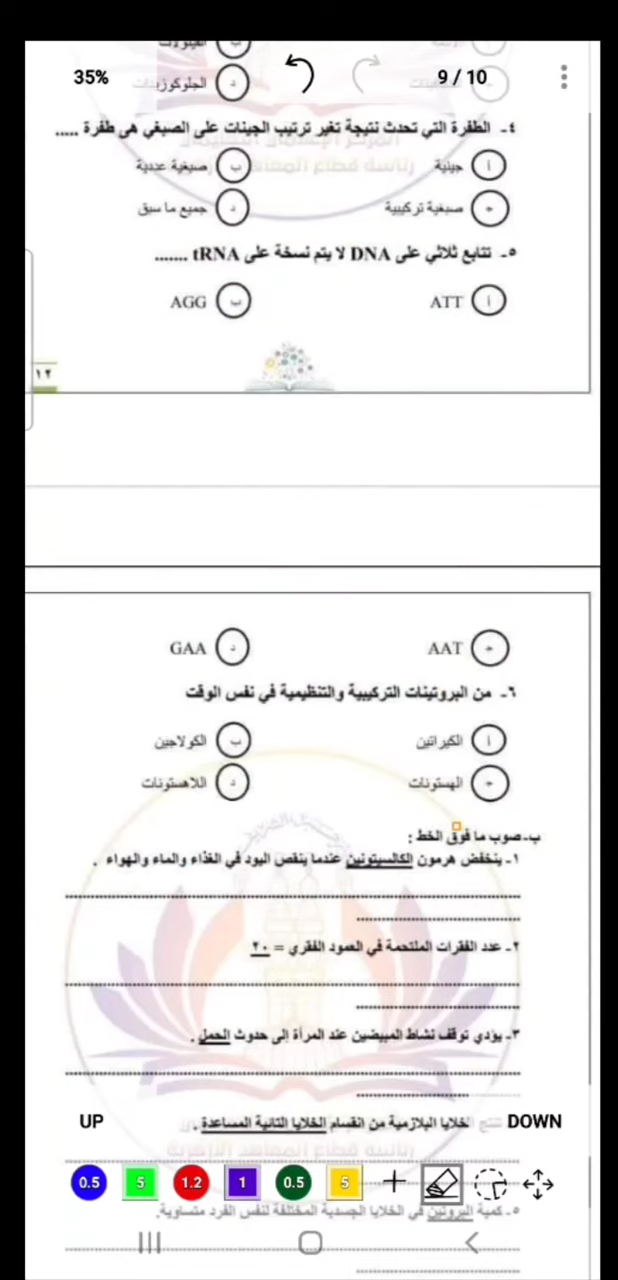 35%
9 / 10
د الجلوكوزيدات
٤- الطفرة التي تحدث نتيجة تغير ترتيب الجينات على الصبغي هي طفرة .....
أ جينية ب صبغية عددية
ج صبغية تركيبية د جميع ما سبق
٥- تتابع ثلاثي على DNA لا يتم نسخة على tRNA .......
أ ATT ب AGG
١٢
ج AAT د GAA
٦- من البروتينات التركيبية والتنظيمية في نفس الوقت
أ الكيراتين ب الكولاجين
ج الهستونات د اللاهستونات
ب- صوب ما فوق الخط :
١- ينخفض هرمون الكالسيتونين عندما ينقص اليود في الغذاء والماء والهواء .
٢- عدد الفقرات الملتحمة في العمود الفقري = ٢٠
٣- يؤدي توقف نشاط المبيضين عند المرأة إلى حدوث الحمل .
UP
الخلايا البلازمية من انقسام الخلايا التائية المساعدة .
DOWN
0.5 5 1.2 1 0.5 5
٥- كمية البروتين في الخلايا الجسدية المختلفة لنفس الفرد متساوية.